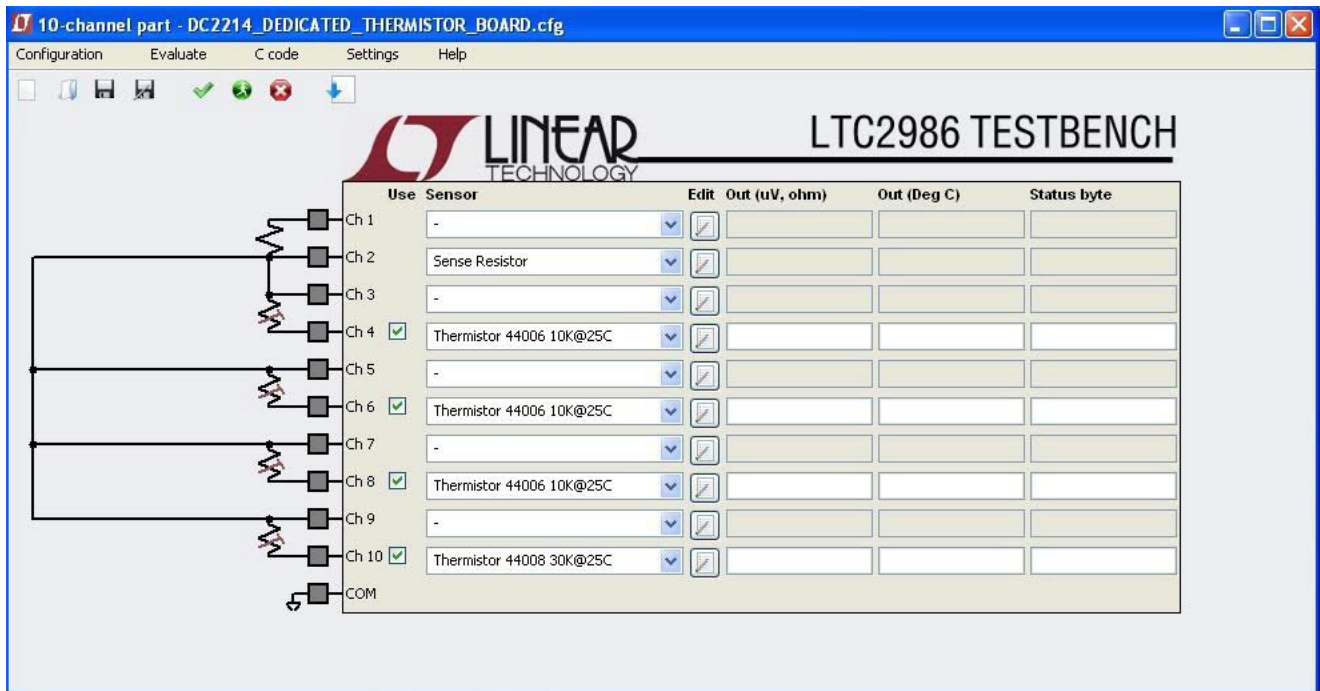 10-channel part - DC2214_DEDICATED_THERMISTOR_BOARD.cfg
Configuration Evaluate C code Settings Help
LINEAR TECHNOLOGY
LTC2986 TESTBENCH
Use Sensor Edit Out (uV, ohm) Out (Deg C) Status byte
Ch 1 -
Ch 2 Sense Resistor
Ch 3 -
Ch 4 Thermistor 44006 10K@25C
Ch 5 -
Ch 6 Thermistor 44006 10K@25C
Ch 7 -
Ch 8 Thermistor 44006 10K@25C
Ch 9 -
Ch 10 Thermistor 44008 30K@25C
COM